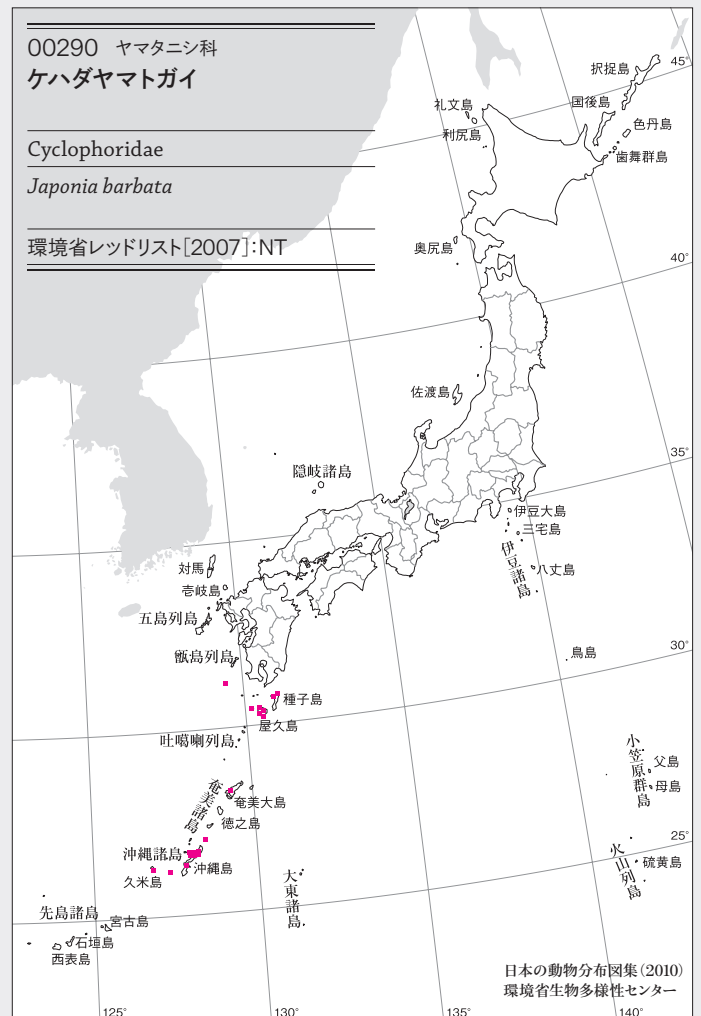 00290 ヤマタニシ科
ケハダヤマトガイ
Cyclophoridae
Japonia barbata
環境省レッドリスト[2007]:NT
択捉島
45°
礼文島
国後島
利尻島
色丹島
歯舞群島
奥尻島
40°
佐渡島
35°
隠岐諸島
伊豆大島
三宅島
伊豆諸島
八丈島
対馬
壱岐島
五島列島
甑島列島
鳥島
30°
種子島
屋久島
吐噶喇列島
小笠原群島
父島
母島
奄美諸島
奄美大島
徳之島
25°
沖縄諸島
沖縄島
久米島
火山列島
硫黄島
大東諸島
先島諸島
宮古島
石垣島
西表島
日本の動物分布図集(2010)
環境省生物多様性センター
125°
130°
135°
140°